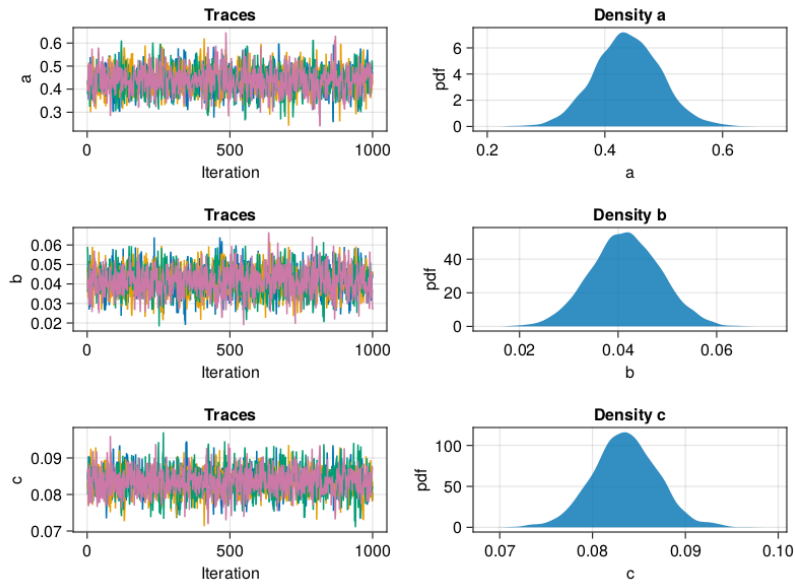 Traces
0.6
0.5
0.4
0.3
a
0
500
1000
Iteration
Density a
6
4
2
0
pdf
0.2
0.4
0.6
a
Traces
0.06
0.05
0.04
0.03
0.02
b
0
500
1000
Iteration
Density b
40
20
0
pdf
0.02
0.04
0.06
b
Traces
0.09
0.08
0.07
c
0
500
1000
Iteration
Density c
100
50
0
pdf
0.07
0.08
0.09
0.10
c